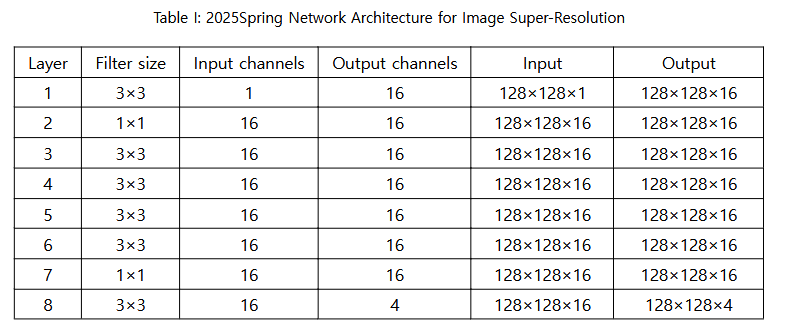 Table I: 2025Spring Network Architecture for Image Super-Resolution
Layer Filter size Input channels Output channels Input Output
1 3×3 1 16 128×128×1 128×128×16
2 1×1 16 16 128×128×16 128×128×16
3 3×3 16 16 128×128×16 128×128×16
4 3×3 16 16 128×128×16 128×128×16
5 3×3 16 16 128×128×16 128×128×16
6 3×3 16 16 128×128×16 128×128×16
7 1×1 16 16 128×128×16 128×128×16
8 3×3 16 4 128×128×16 128×128×4